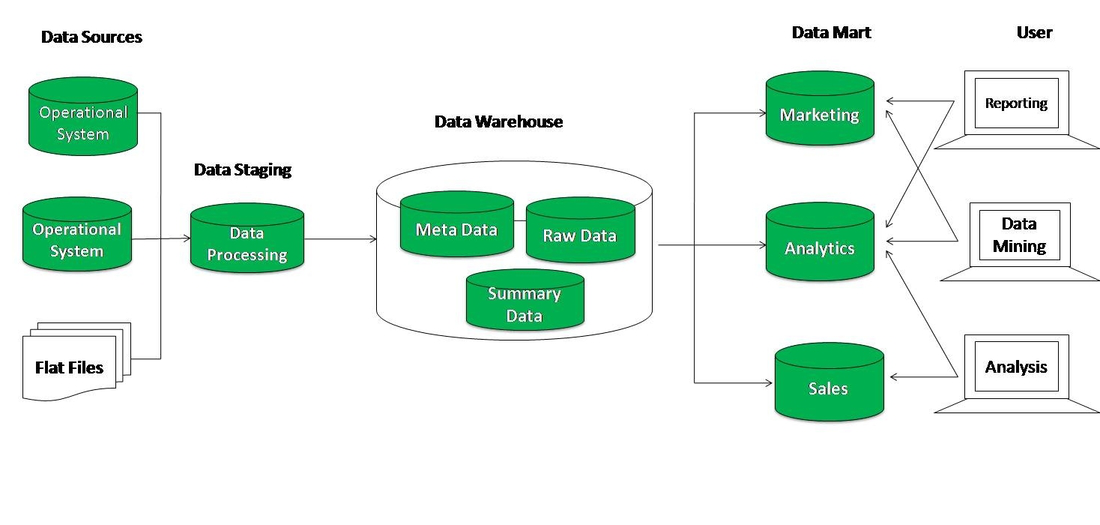 Data Sources
Operational
System
Operational
System
Flat Files
Data Staging
Data
Processing
Data Warehouse
Meta Data
Raw Data
Summary
Data
Data Mart
Marketing
Analytics
Sales
User
Reporting
Data
Mining
Analysis